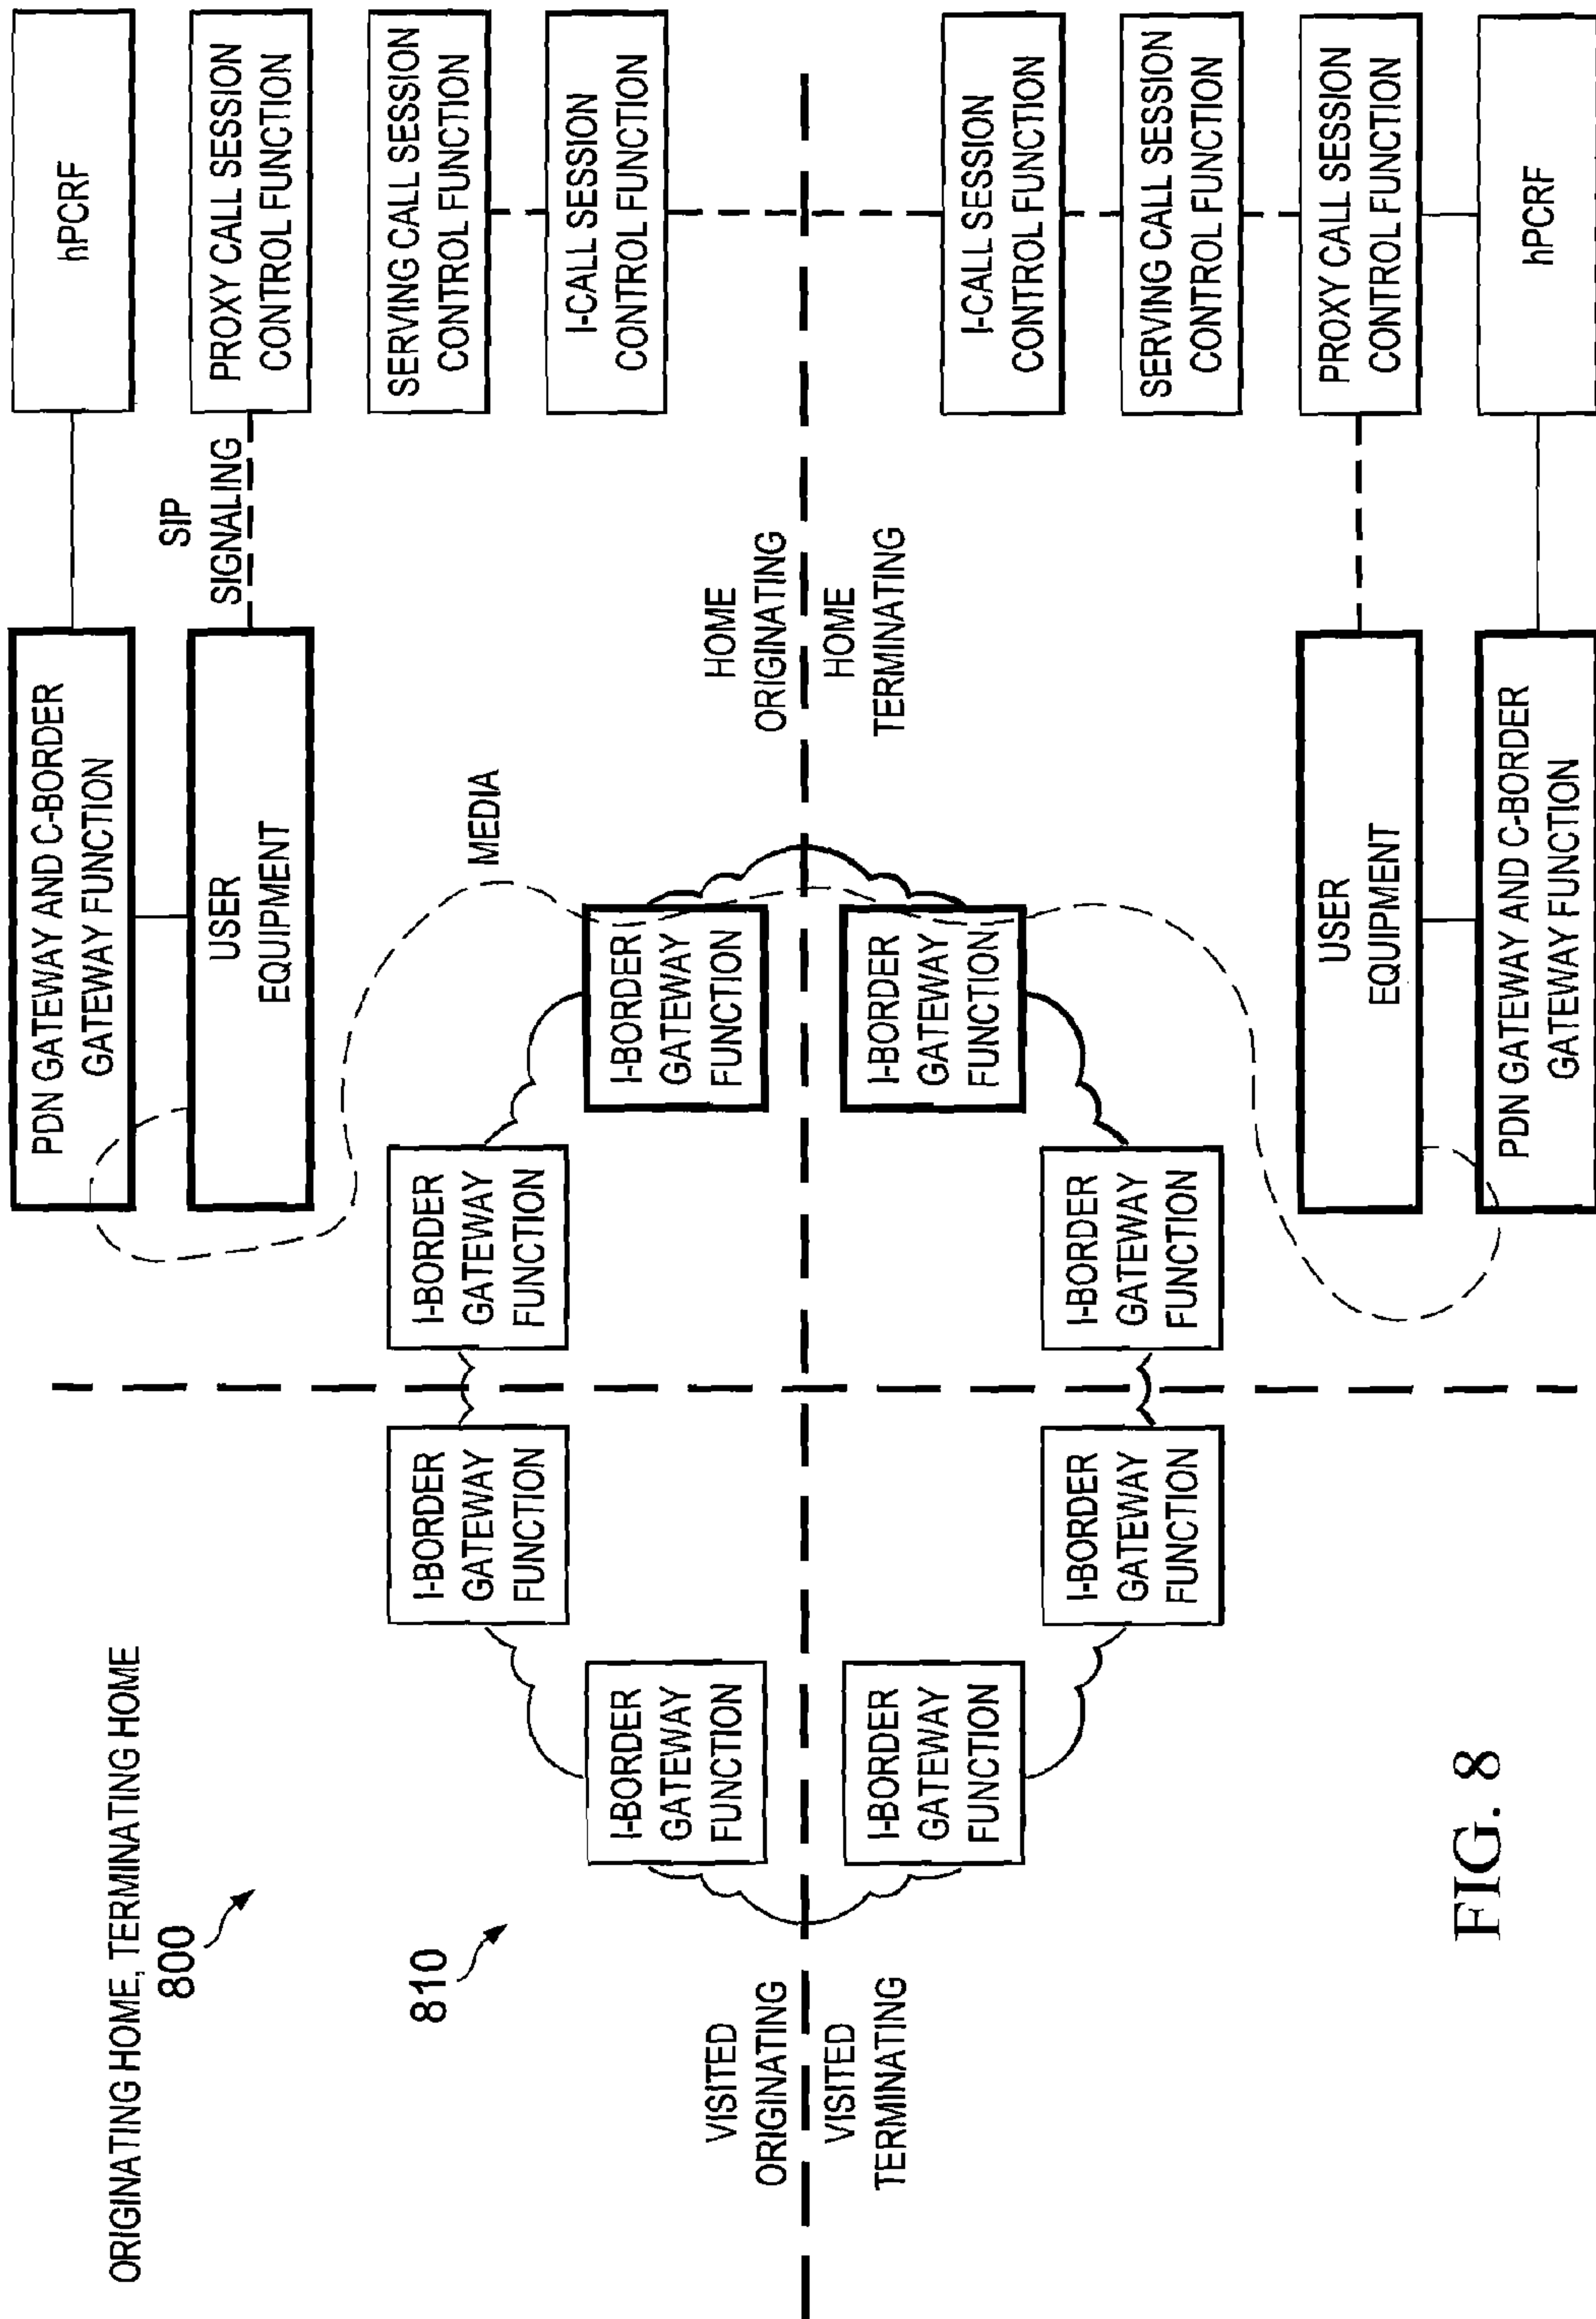 ORIGINATING HOME, TERMINATING HOME
800
810
PDN GATEWAY AND C-BORDER
GATEWAY FUNCTION
hPCRF
USER
EQUIPMENT
SIP
SIGNALING
PROXY CALL SESSION
CONTROL FUNCTION
MEDIA
SERVING CALL SESSION
CONTROL FUNCTION
I-CALL SESSION
CONTROL FUNCTION
I-BORDER
GATEWAY
FUNCTION
I-BORDER
GATEWAY
FUNCTION
I-BORDER
GATEWAY
FUNCTION
I-BORDER
GATEWAY
FUNCTION
VISITED
ORIGINATING
HOME
ORIGINATING
VISITED
TERMINATING
HOME
TERMINATING
I-BORDER
GATEWAY
FUNCTION
I-BORDER
GATEWAY
FUNCTION
I-BORDER
GATEWAY
FUNCTION
I-BORDER
GATEWAY
FUNCTION
I-CALL SESSION
CONTROL FUNCTION
SERVING CALL SESSION
CONTROL FUNCTION
USER
EQUIPMENT
PROXY CALL SESSION
CONTROL FUNCTION
PDN GATEWAY AND C-BORDER
GATEWAY FUNCTION
hPCRF
FIG. 8